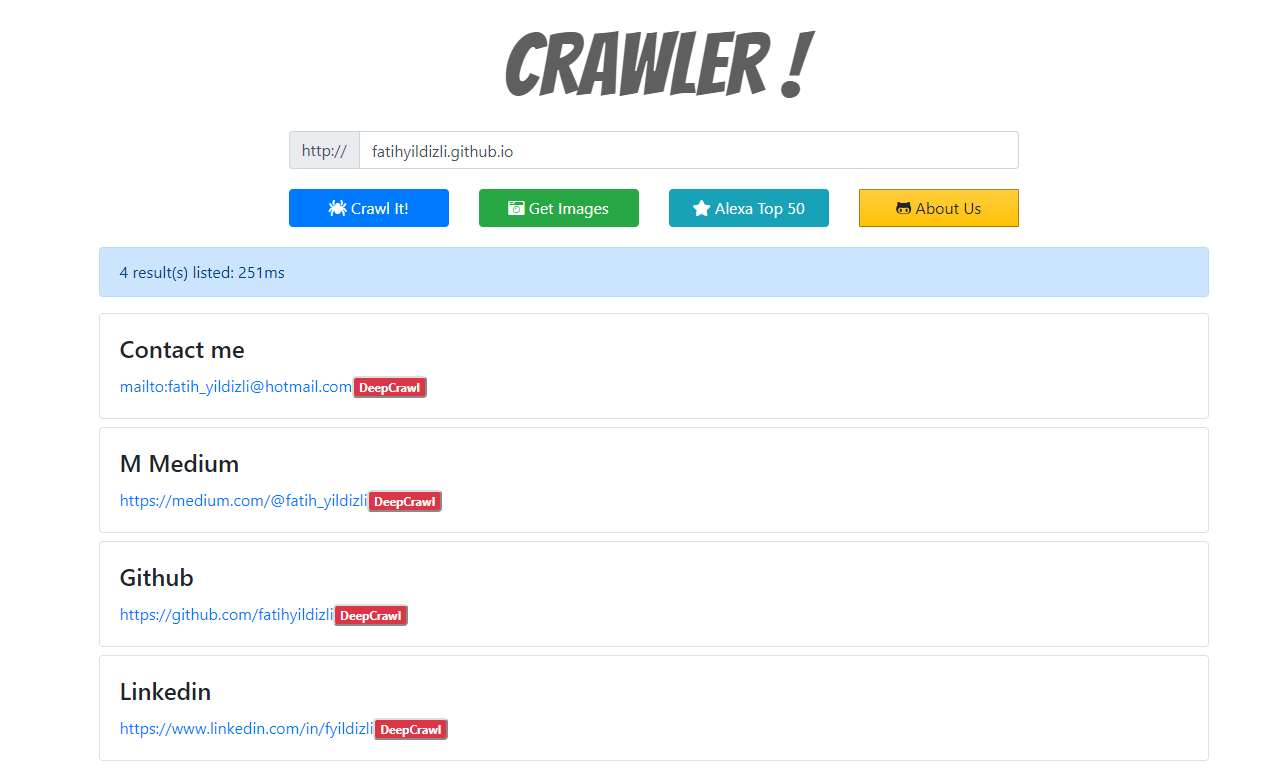 CRAWLER !
http:// fatihyildizli.github.io
Crawl It! Get Images Alexa Top 50 About Us
4 result(s) listed: 251ms
Contact me
mailto:fatih_yildizli@hotmail.com DeepCrawl
M Medium
https://medium.com/@fatih_yildizli DeepCrawl
Github
https://github.com/fatihyildizli DeepCrawl
Linkedin
https://www.linkedin.com/in/fyildizli DeepCrawl